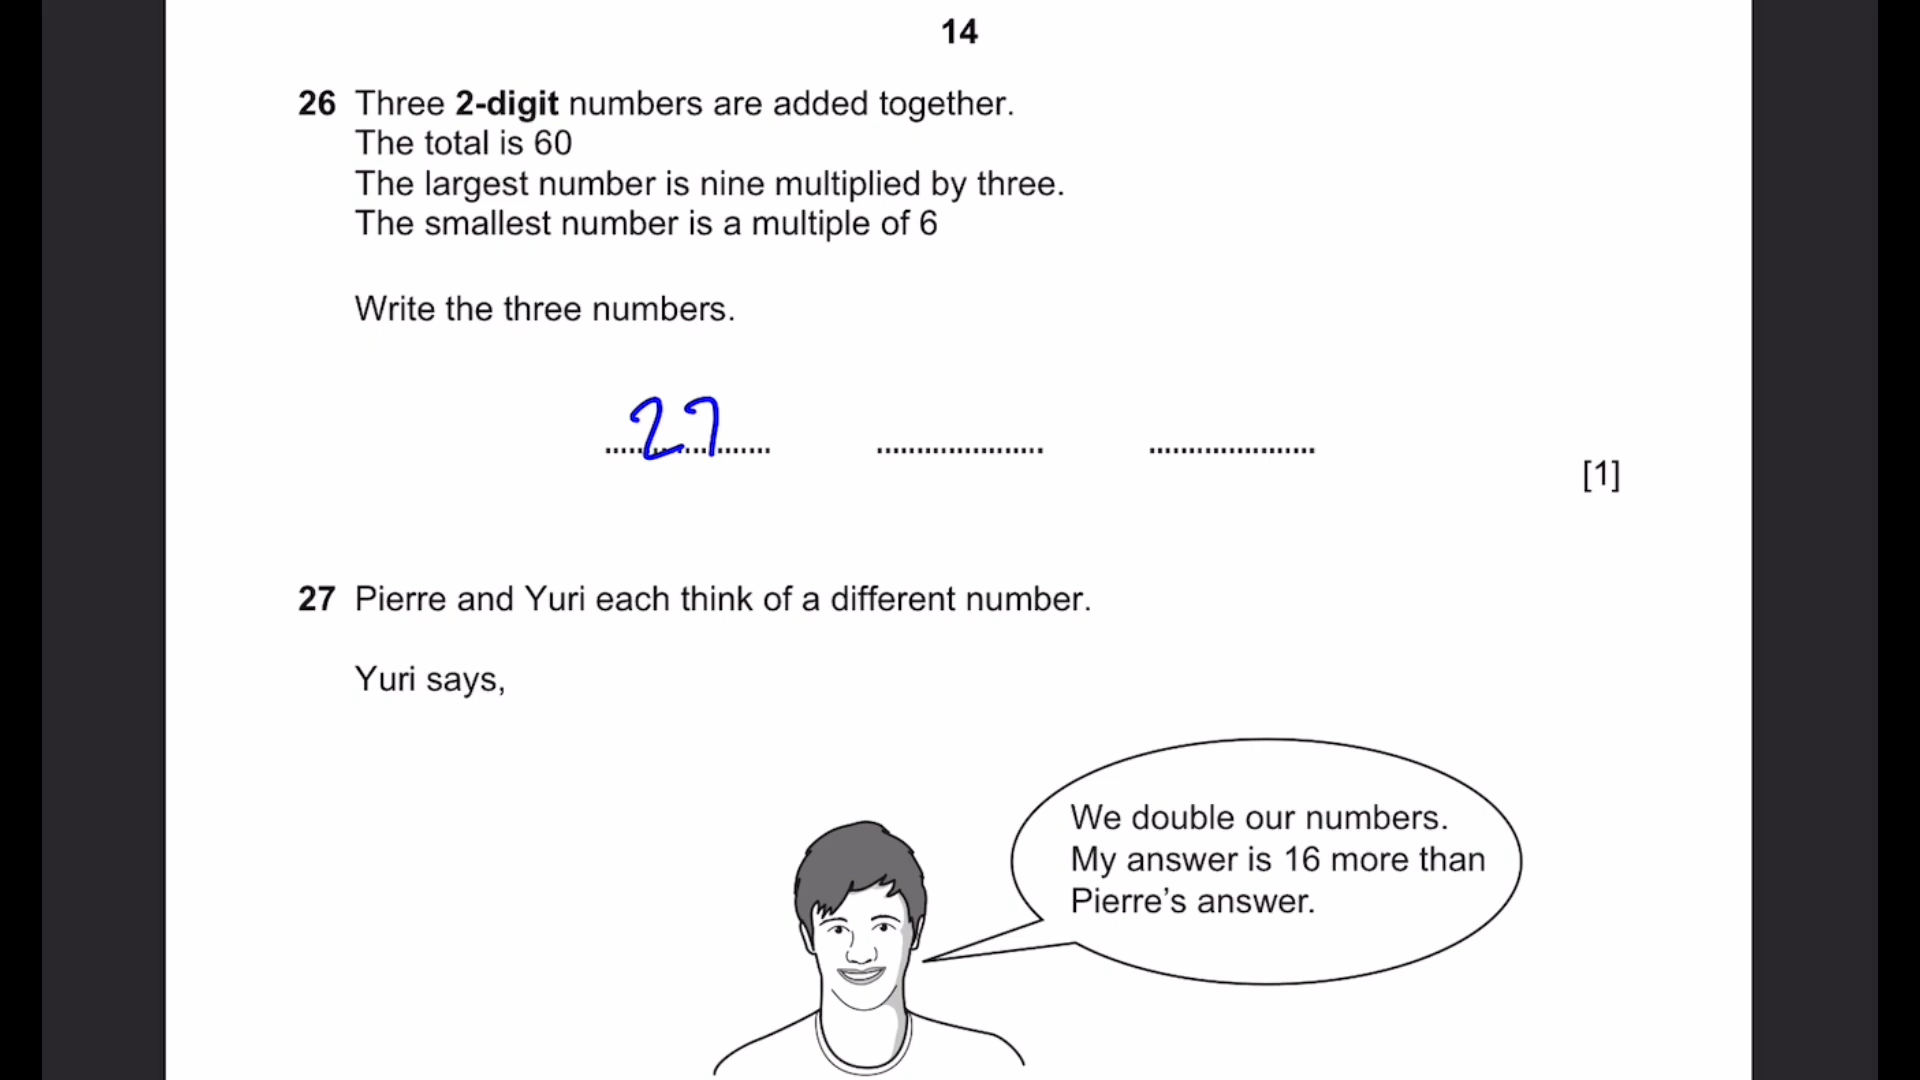 14
26 Three 2-digit numbers are added together.
The total is 60
The largest number is nine multiplied by three.
The smallest number is a multiple of 6
Write the three numbers.
27
[1]
27 Pierre and Yuri each think of a different number.
Yuri says,
We double our numbers.
My answer is 16 more than
Pierre’s answer.